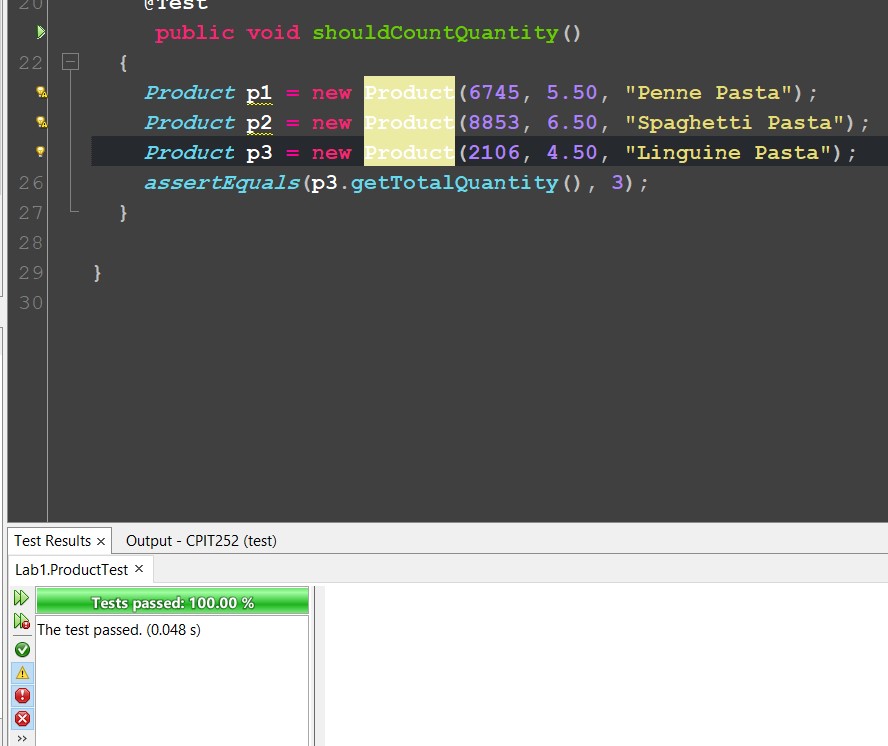 20 @Test
public void shouldCountQuantity()
22 {
Product p1 = new Product(6745, 5.50, "Penne Pasta");
Product p2 = new Product(8853, 6.50, "Spaghetti Pasta");
Product p3 = new Product(2106, 4.50, "Linguine Pasta");
26 assertEquals(p3.getTotalQuantity(), 3);
27 }
28
29 }
30
Test Results × Output - CPIT252 (test)
Lab1.ProductTest ×
Tests passed: 100.00 %
The test passed. (0.048 s)
>>